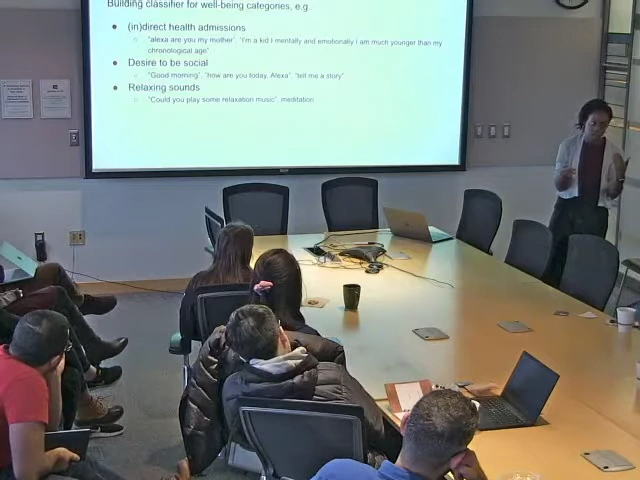 Building classifier for well-being categories, e.g.
● (in)direct health admissions
○ "alexa are you my mother", "I'm a kid I mentally and emotionally i am much younger than my
chronological age"
● Desire to be social
○ "Good morning", "how are you today, Alexa", "tell me a story"
● Relaxing sounds
○ "Could you play some relaxation music", meditation